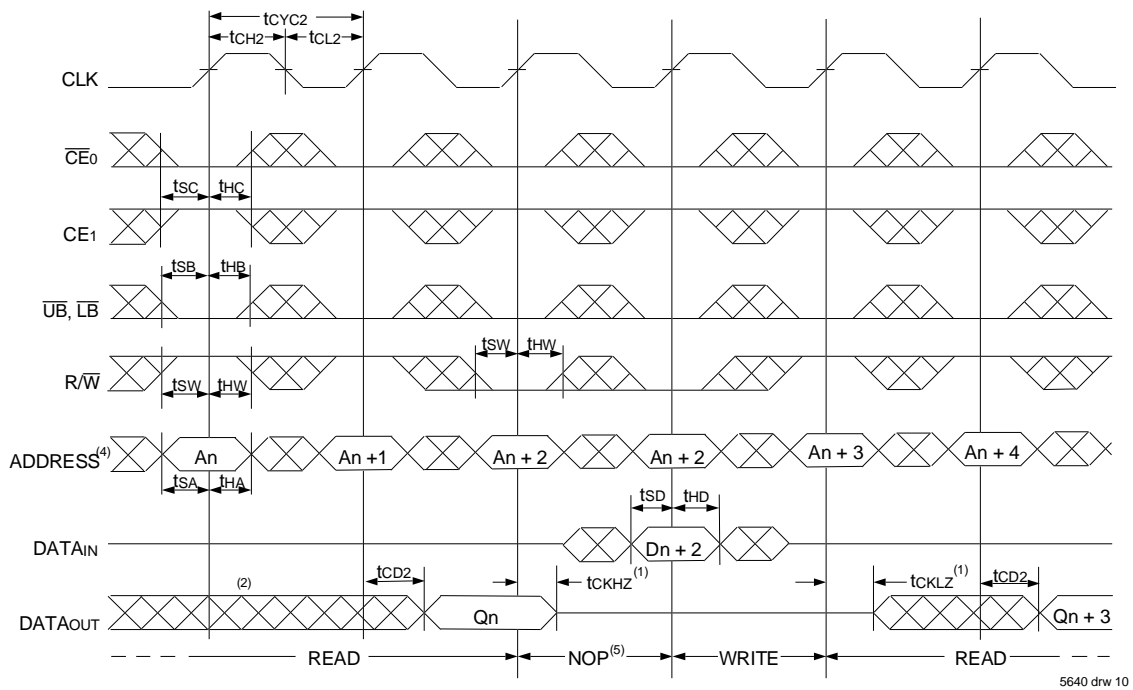 tCYC2
tCH2 tCL2
CLK
CE0
tSC tHC
CE1
tSB tHB
UB, LB
tSW tHW
R/W
tSW tHW
ADDRESS(4) An An +1 An + 2 An + 2 An + 3 An + 4
tSA tHA
tSD tHD
DATAIN Dn + 2
(2) tCD2 tCKHZ(1) tCKLZ(1) tCD2
DATAOUT Qn Qn + 3
READ NOP(5) WRITE READ
5640 drw 10